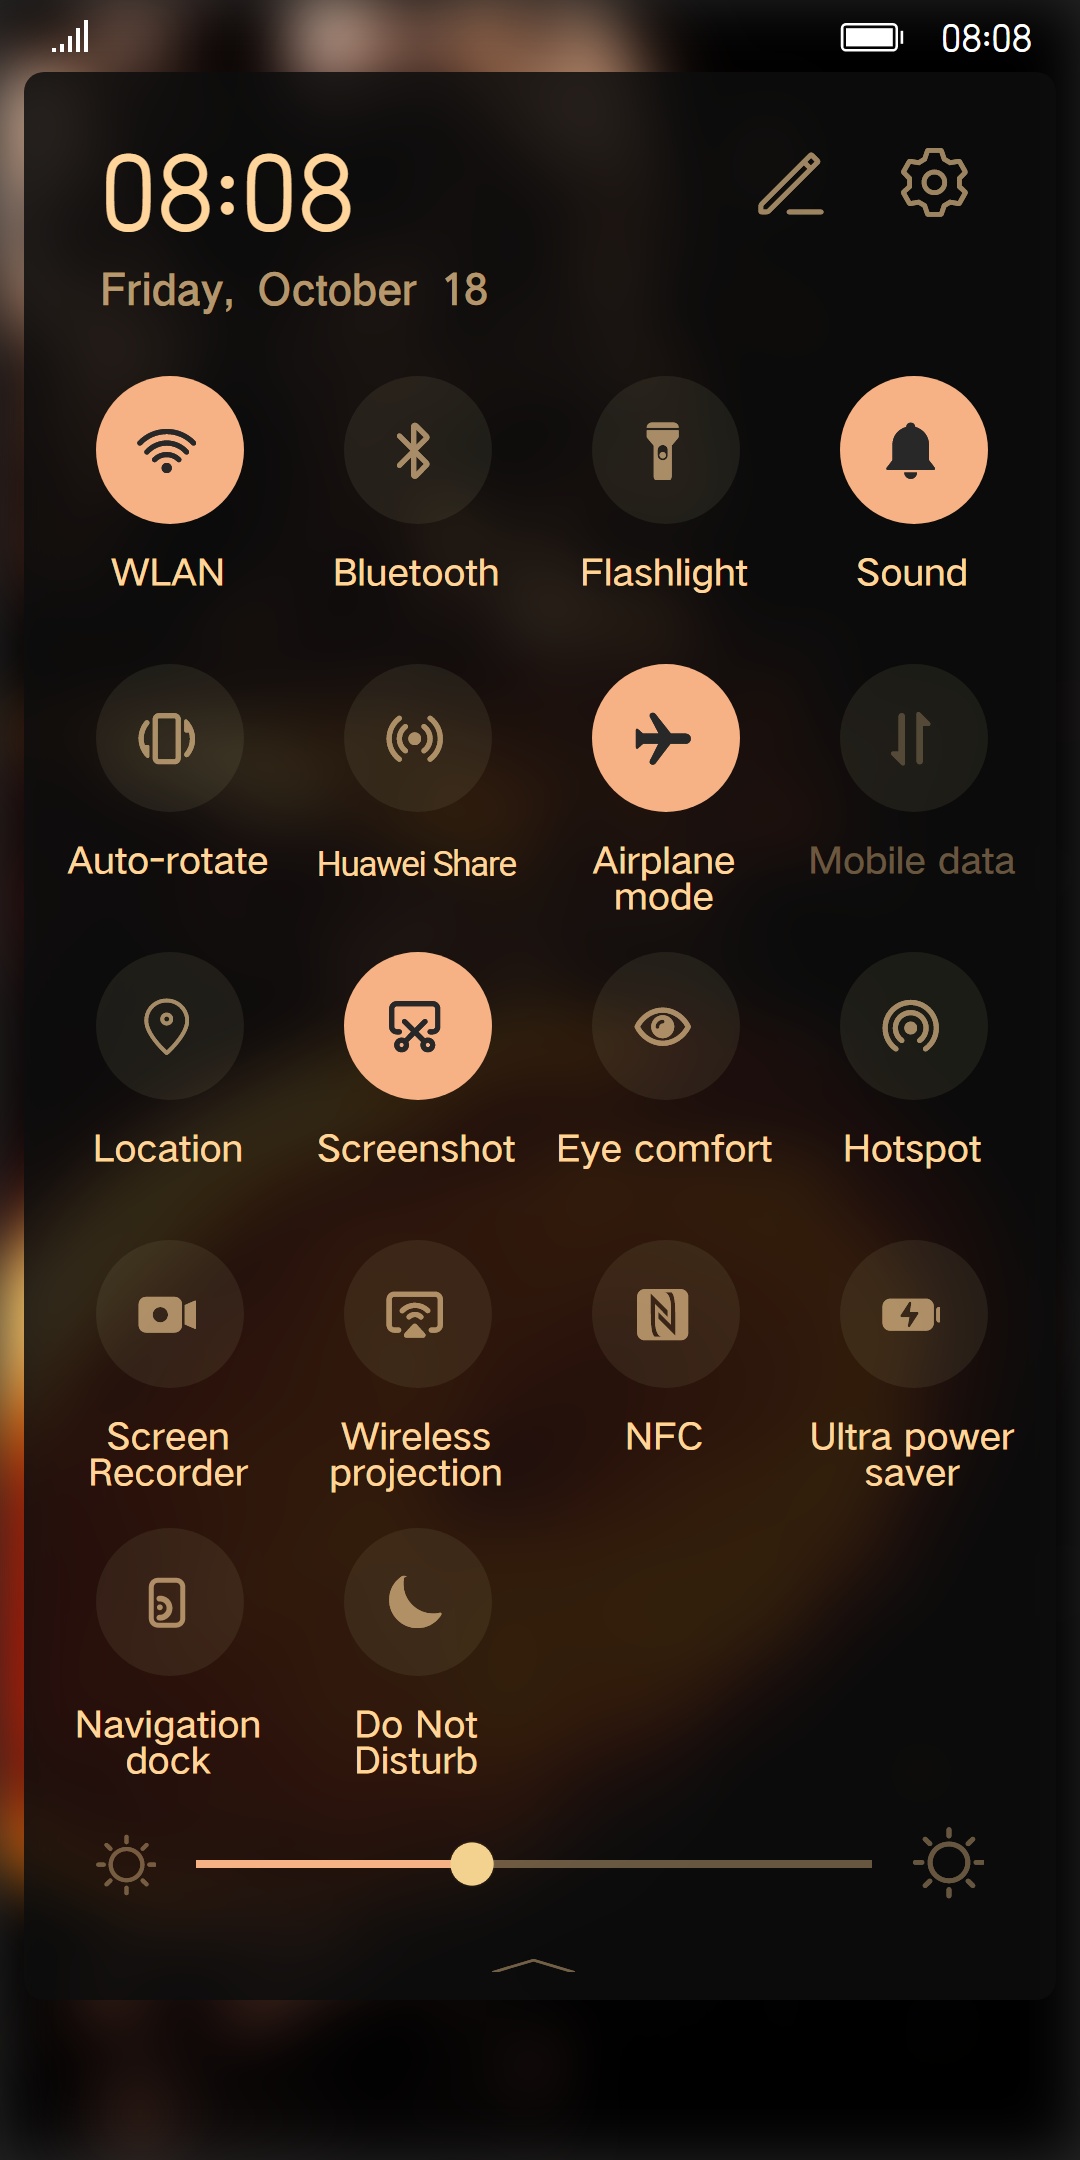 08:08
08:08
Friday, October 18
WLAN
Bluetooth
Flashlight
Sound
Auto-rotate
Huawei Share
Airplane
mode
Mobile data
Location
Screenshot
Eye comfort
Hotspot
Screen
Recorder
Wireless
projection
NFC
Ultra power
saver
Navigation
dock
Do Not
Disturb